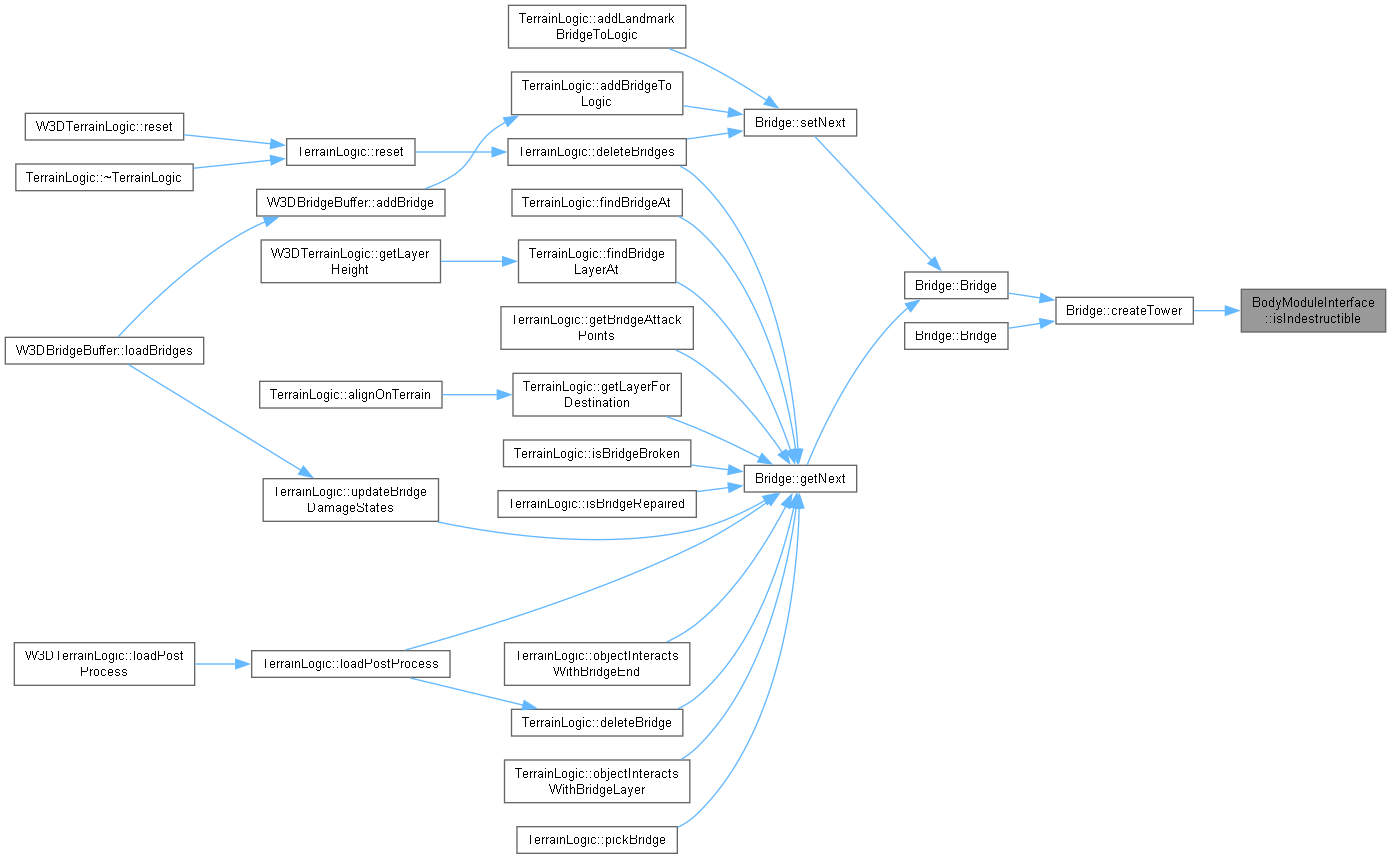 TerrainLogic::addLandmark
BridgeToLogic
TerrainLogic::addBridgeTo
Logic
W3DTerrainLogic::reset
Bridge::setNext
TerrainLogic::reset
TerrainLogic::deleteBridges
TerrainLogic::~TerrainLogic
W3DBridgeBuffer::addBridge
TerrainLogic::findBridgeAt
W3DTerrainLogic::getLayer
Height
TerrainLogic::findBridge
LayerAt
Bridge::Bridge
BodyModuleInterface
::isIndestructible
Bridge::createTower
TerrainLogic::getBridgeAttack
Points
Bridge::Bridge
W3DBridgeBuffer::loadBridges
TerrainLogic::alignOnTerrain
TerrainLogic::getLayerFor
Destination
TerrainLogic::isBridgeBroken
Bridge::getNext
TerrainLogic::updateBridge
DamageStates
TerrainLogic::isBridgeRepaired
W3DTerrainLogic::loadPost
Process
TerrainLogic::loadPostProcess
TerrainLogic::objectInteracts
WithBridgeEnd
TerrainLogic::deleteBridge
TerrainLogic::objectInteracts
WithBridgeLayer
TerrainLogic::pickBridge